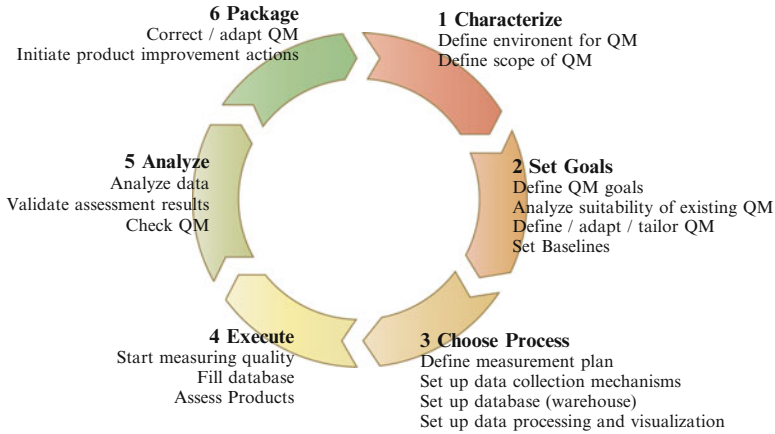 1 Characterize
Define environent for QM
Define scope of QM
2 Set Goals
Define QM goals
Analyze suitability of existing QM
Define / adapt / tailor QM
Set Baselines
3 Choose Process
Define measurement plan
Set up data collection mechanisms
Set up database (warehouse)
Set up data processing and visualization
4 Execute
Start measuring quality
Fill database
Assess Products
5 Analyze
Analyze data
Validate assessment results
Check QM
6 Package
Correct / adapt QM
Initiate product improvement actions